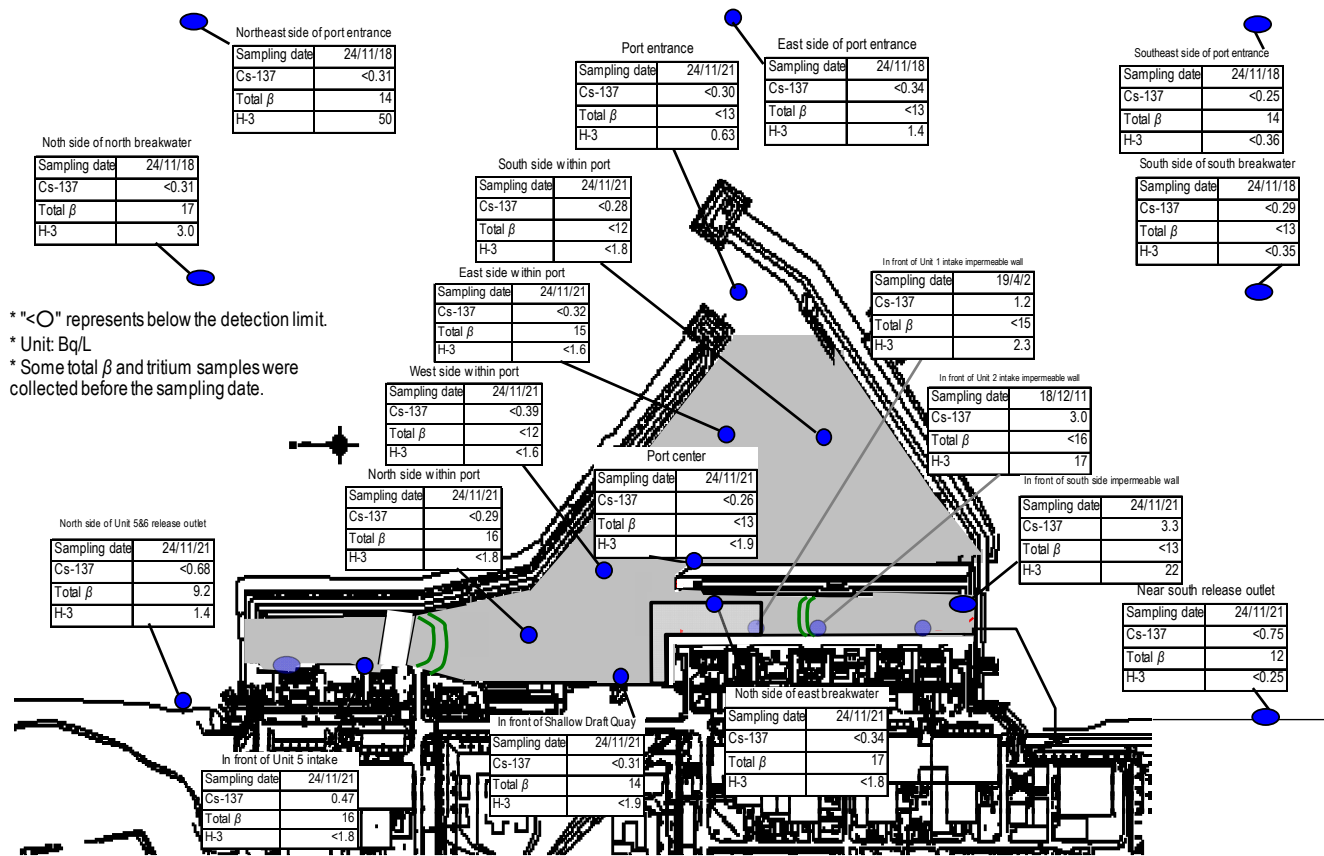 Northeast side of port entrance
Sampling date 24/11/18
Cs-137 <0.31
Total β 14
H-3 50
Port entrance
Sampling date 24/11/21
Cs-137 <0.30
Total β <13
H-3 0.63
East side of port entrance
Sampling date 24/11/18
Cs-137 <0.34
Total β <13
H-3 1.4
Southeast side of port entrance
Sampling date 24/11/18
Cs-137 <0.25
Total β 14
H-3 <0.36
Noth side of north breakwater
Sampling date 24/11/18
Cs-137 <0.31
Total β 17
H-3 3.0
South side within port
Sampling date 24/11/21
Cs-137 <0.28
Total β <12
H-3 <1.8
South side of south breakwater
Sampling date 24/11/18
Cs-137 <0.29
Total β <13
H-3 <0.35
East side within port
Sampling date 24/11/21
Cs-137 <0.32
Total β 15
H-3 <1.6
In front of Unit 1 intake impermeable wall
Sampling date 19/4/2
Cs-137 1.2
Total β <15
H-3 2.3
* "<○" represents below the detection limit.
* Unit: Bq/L
* Some total β and tritium samples were
collected before the sampling date.
West side within port
Sampling date 24/11/21
Cs-137 <0.39
Total β <12
H-3 <1.6
In front of Unit 2 intake impermeable wall
Sampling date 18/12/11
Cs-137 3.0
Total β <16
H-3 17
Port center
Sampling date 24/11/21
Cs-137 <0.26
Total β <13
H-3 <1.9
North side within port
Sampling date 24/11/21
Cs-137 <0.29
Total β 16
H-3 <1.8
In front of south side impermeable wall
Sampling date 24/11/21
Cs-137 3.3
Total β <13
H-3 22
North side of Unit 5&6 release outlet
Sampling date 24/11/21
Cs-137 <0.68
Total β 9.2
H-3 1.4
Near south release outlet
Sampling date 24/11/21
Cs-137 <0.75
Total β 12
H-3 <0.25
Noth side of east breakwater
Sampling date 24/11/21
Cs-137 <0.34
Total β 17
H-3 <1.8
In front of Shallow Draft Quay
Sampling date 24/11/21
Cs-137 <0.31
Total β 14
H-3 <1.9
In front of Unit 5 intake
Sampling date 24/11/21
Cs-137 0.47
Total β 16
H-3 <1.8